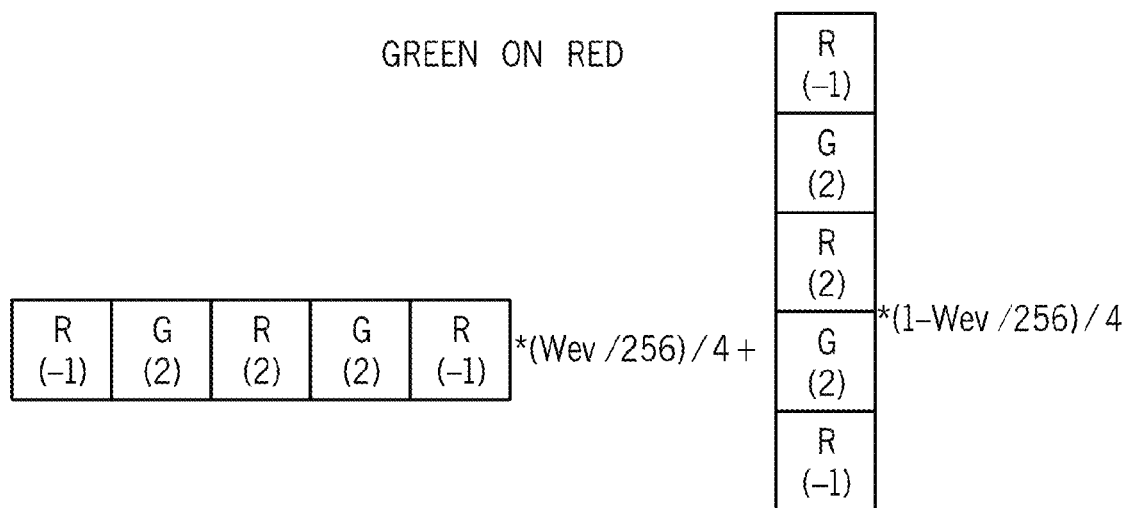 GREEN ON RED
R
(–1)
G
(2)
R
(2)
G
(2)
R
(–1)
R (–1) G (2) R (2) G (2) R (–1) *(Wev /256)/4 +
*(1–Wev /256)/4